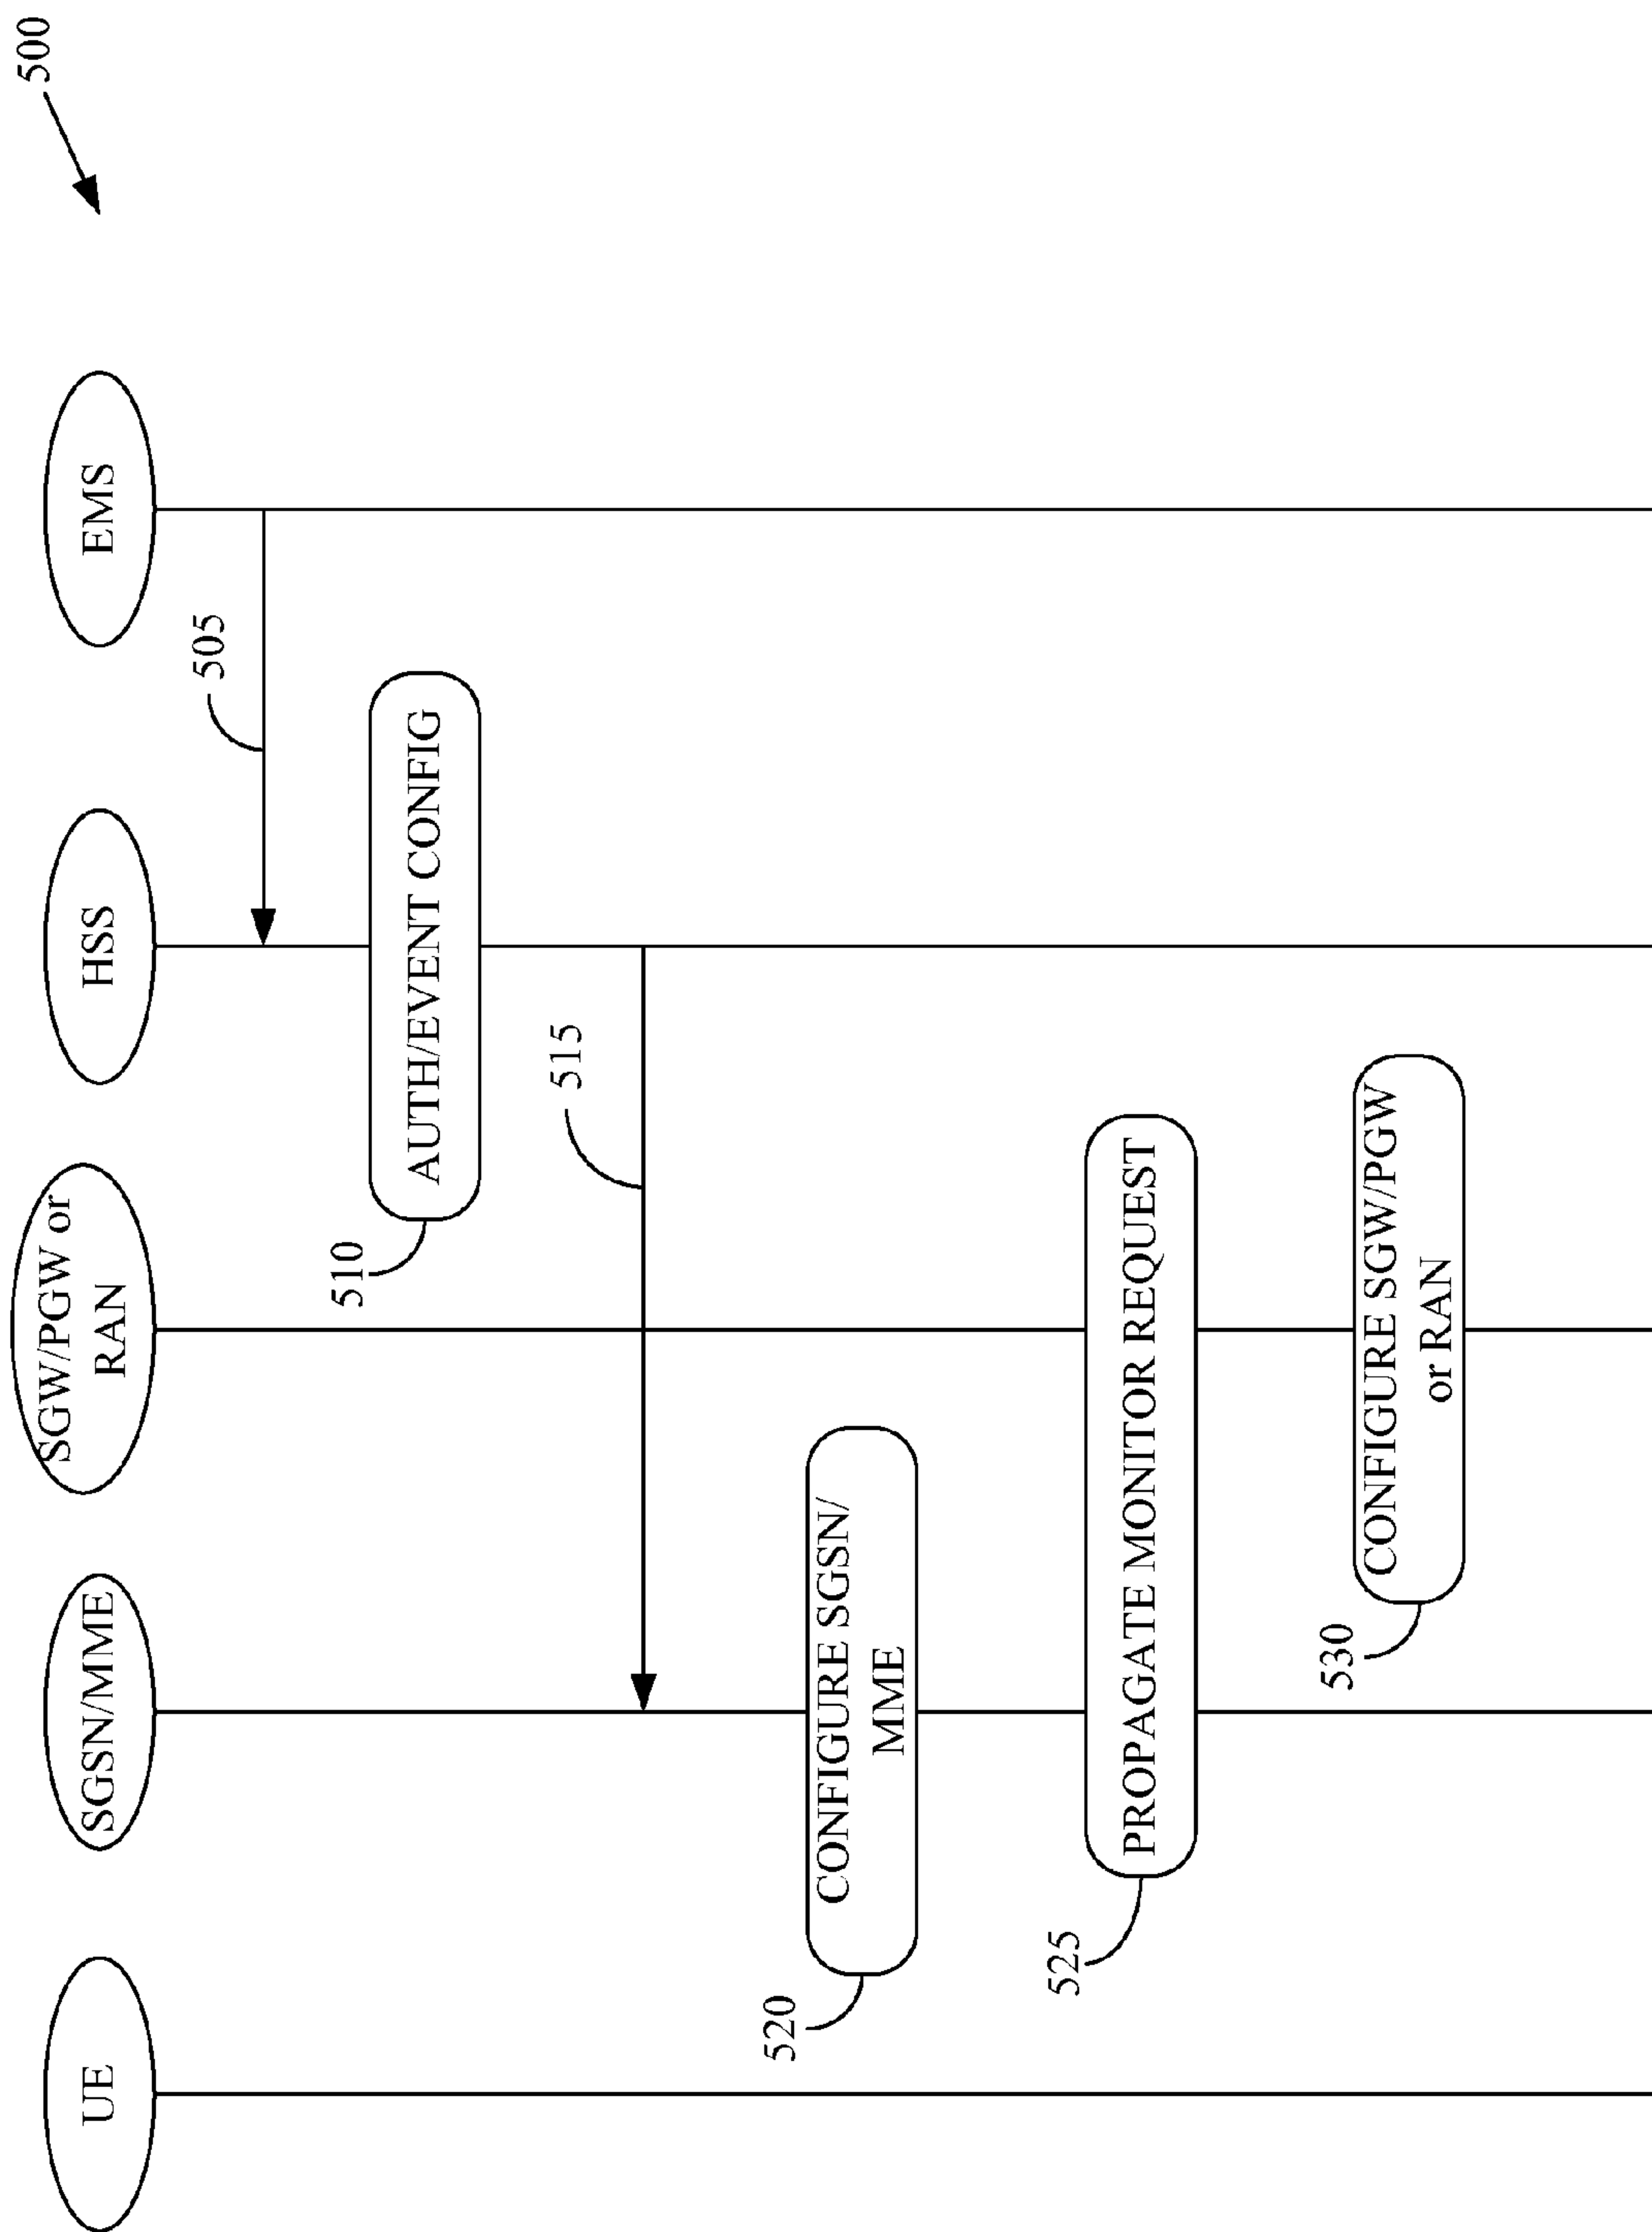 500
UE
SGSN/MME
SGW/PGW or
RAN
HSS
EMS
505
510
AUTH/EVENT CONFIG
515
520
CONFIGURE SGSN/
MME
525
PROPAGATE MONITOR REQUEST
530
CONFIGURE SGW/PGW
or RAN